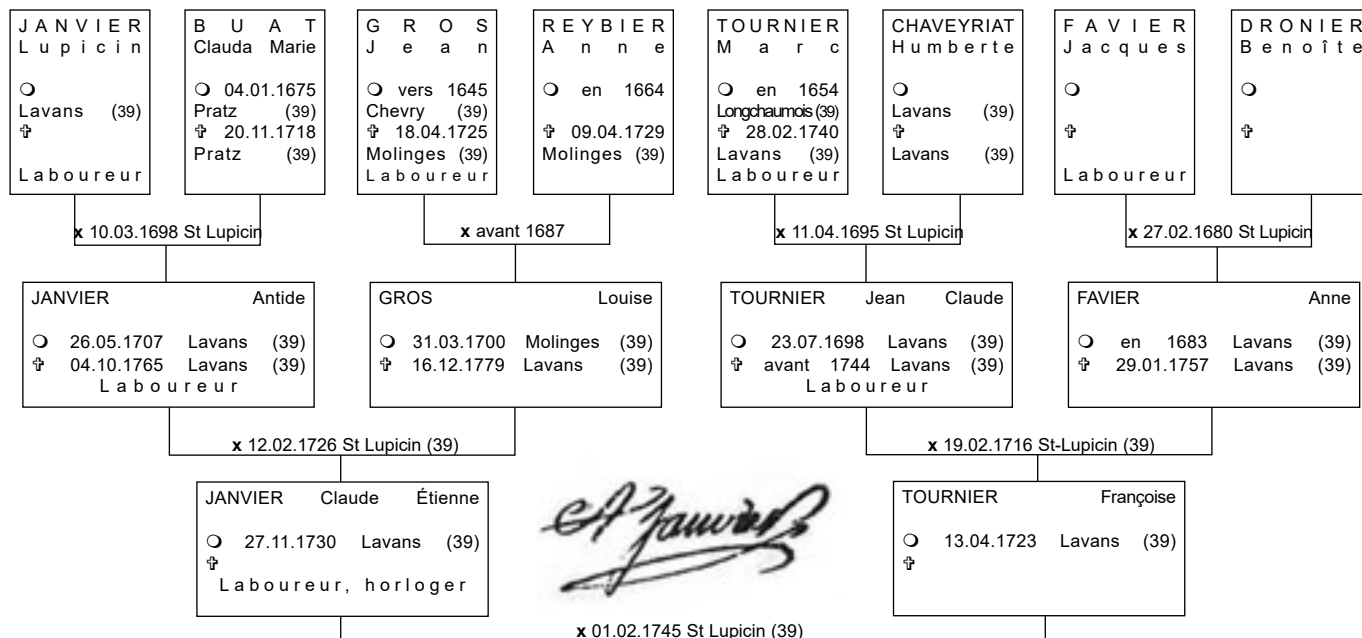 JANVIER
Lupicin
O
Lavans (39)
✞
Laboureur
BUAT
Clauda Marie
O 04.01.1675
Pratz (39)
✞ 20.11.1718
Pratz (39)
GROS
Jean
O vers 1645
Chevry (39)
✞ 18.04.1725
Molinges (39)
Laboureur
REYBIER
Anne
O en 1664
✞ 09.04.1729
Molinges (39)
TOURNIER
Marc
O en 1654
Longchaumois (39)
✞ 28.02.1740
Lavans (39)
Laboureur
CHAVEYRIAT
Humberte
O
Lavans (39)
✞
Lavans (39)
FAVIER
Jacques
O
✞
Laboureur
DRONIER
Benoîte
O
✞
x 10.03.1698 St Lupicin
x avant 1687
x 11.04.1695 St Lupicin
x 27.02.1680 St Lupicin
JANVIER Antide
O 26.05.1707 Lavans (39)
✞ 04.10.1765 Lavans (39)
Laboureur
GROS Louise
O 31.03.1700 Molinges (39)
✞ 16.12.1779 Lavans (39)
TOURNIER Jean Claude
O 23.07.1698 Lavans (39)
✞ avant 1744 Lavans (39)
Laboureur
FAVIER Anne
O en 1683 Lavans (39)
✞ 29.01.1757 Lavans (39)
x 12.02.1726 St Lupicin (39)
x 19.02.1716 St-Lupicin (39)
JANVIER Claude Étienne
O 27.11.1730 Lavans (39)
✞
Laboureur, horloger
Janvier
TOURNIER Françoise
O 13.04.1723 Lavans (39)
✞
x 01.02.1745 St Lupicin (39)